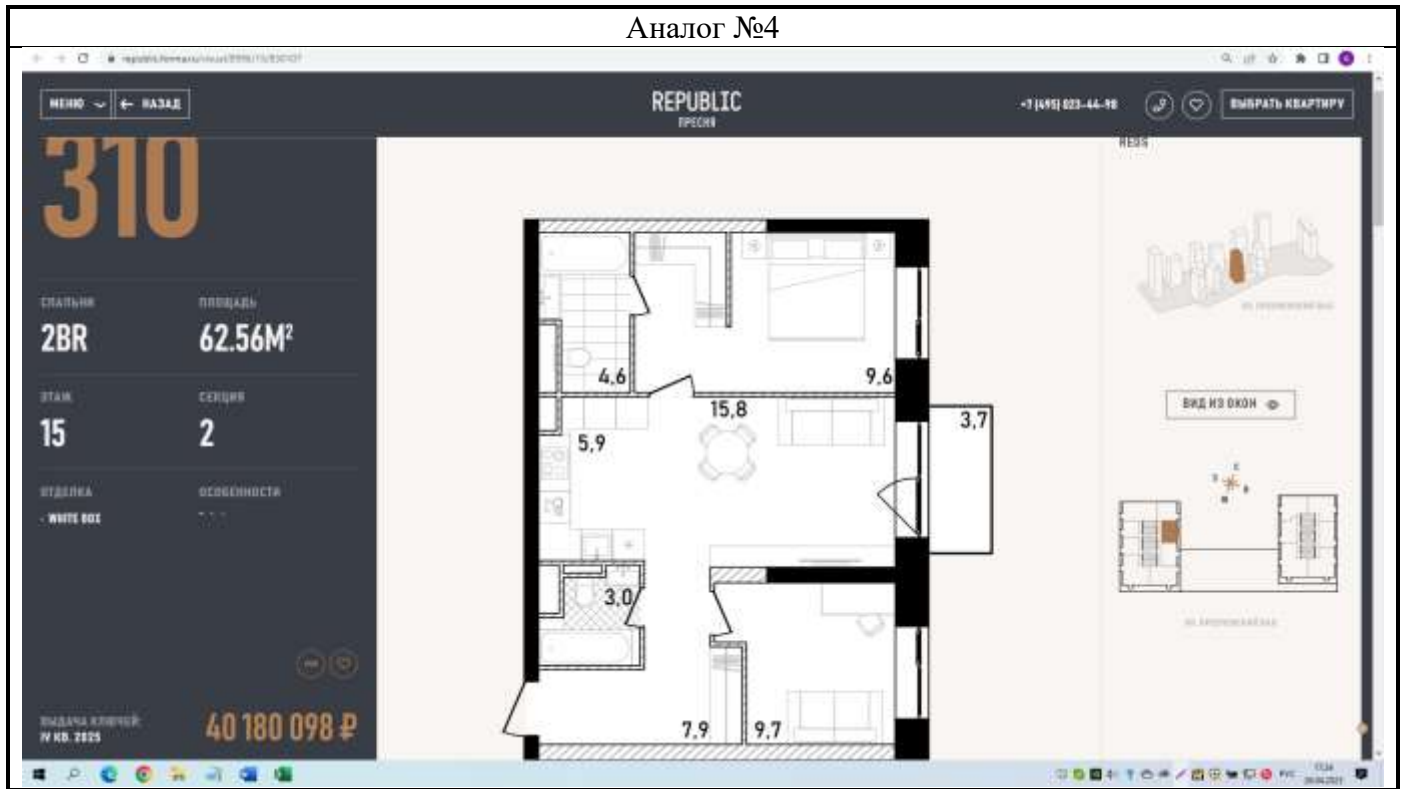 Аналог №4
МЕНЮ
← НАЗАД
REPUBLIC
ПРЕСНЯ
+7 (495) 023-44-98
ВЫБРАТЬ КВАРТИРУ
310
REDS
СПАЛЬНИ
ПЛОЩАДЬ
2BR
62.56М²
ЭТАЖ
СЕКЦИЯ
15
2
ОТДЕЛКА
ОСОБЕННОСТИ
- WHITE BOX
- - -
4,6
9,6
15,8
5,9
3,7
3,0
7,9
9,7
ВИД ИЗ ОКОН
ВЫДАЧА КЛЮЧЕЙ:
IV КВ. 2025
40 180 098 ₽
РУС